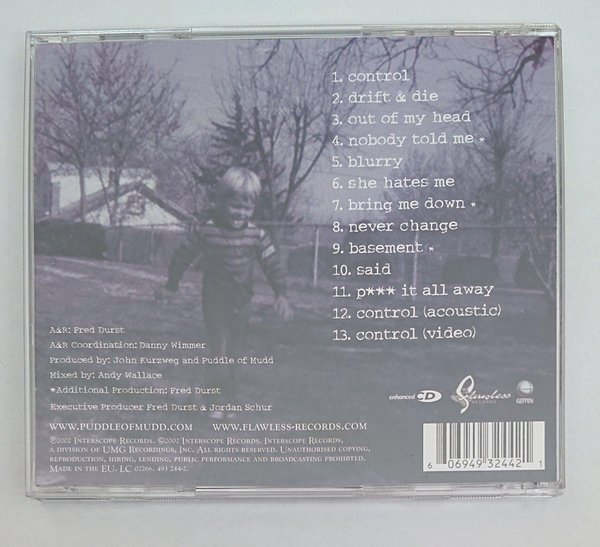 1. control
2. drift & die
3. out of my head
4. nobody told me *
5. blurry
6. she hates me
7. bring me down *
8. never change
9. basement *
10. said
11. p*** it all away
12. control (acoustic)
13. control (video)
A&R: Fred Durst
A&R Coordination: Danny Wimmer
Produced by: John Kurzweg and Puddle of Mudd
Mixed by: Andy Wallace
*Additional Production: Fred Durst
Executive Producer Fred Durst & Jordan Schur
enhanced CD Flawless RECORDS GEFFEN
WWW.PUDDLEOFMUDD.COM WWW.FLAWLESS-RECORDS.COM
℗2002 Interscope Records, ©2002 Interscope Records, Interscope Records,
a division of UMG Recordings, Inc. All rights reserved. Unauthorised copying,
reproduction, hiring, lending, public performance and broadcasting prohibited.
Made in the EU. LC 07266. 493 244-2.
6 06949 32442 1